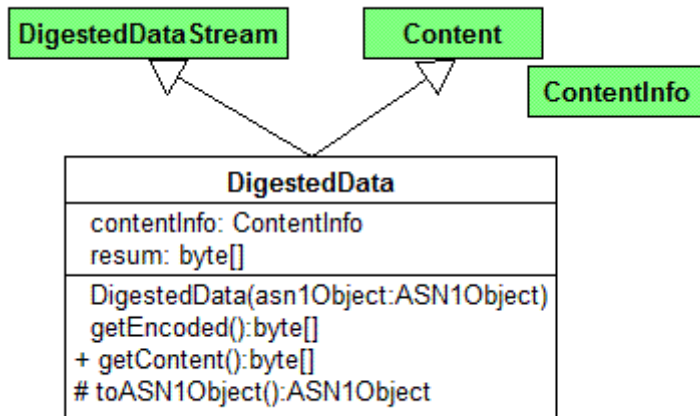 DigestedDataStream
Content
ContentInfo
DigestedData
contentInfo: ContentInfo
resum: byte[]
DigestedData(asn1Object:ASN1Object)
getEncoded():byte[]
+ getContent():byte[]
# toASN1Object():ASN1Object